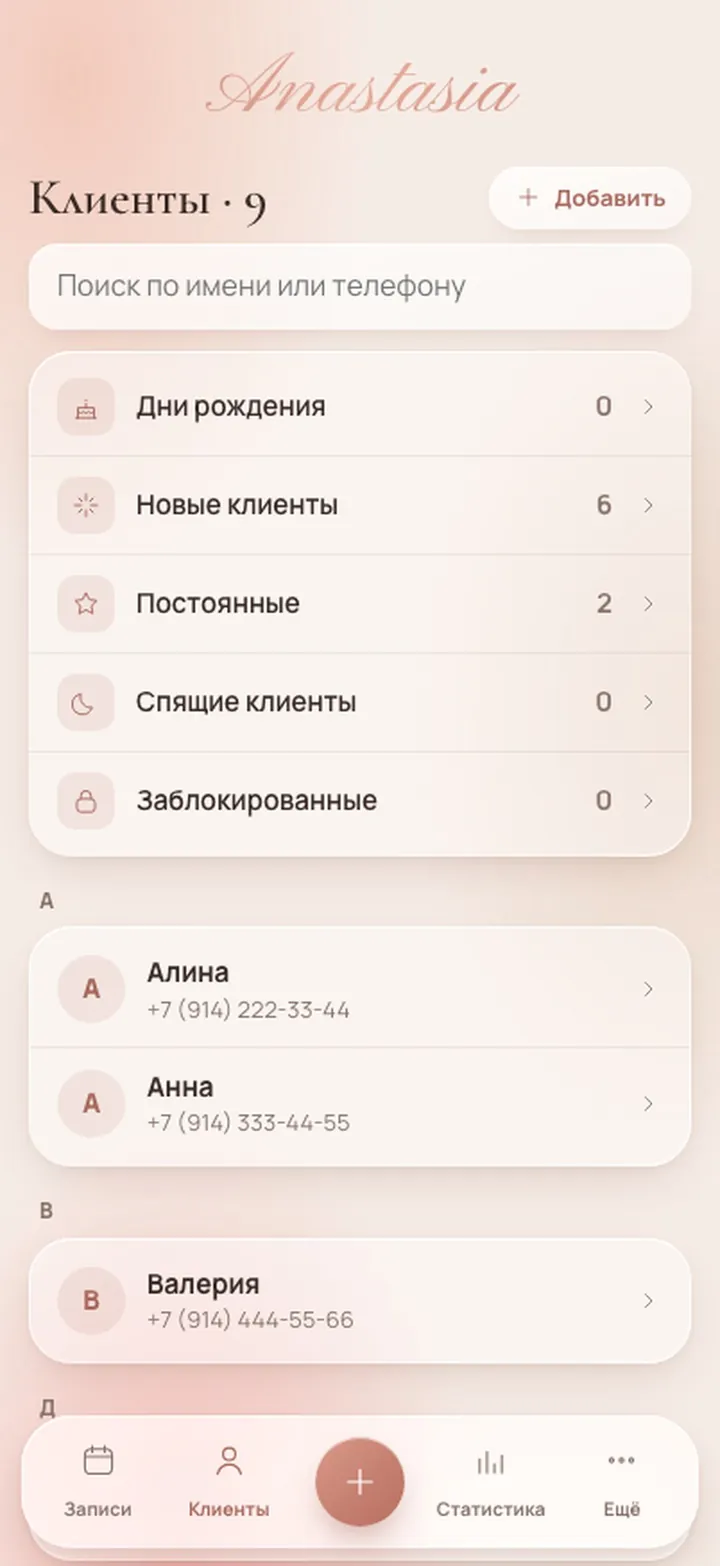 Anastasia
Клиенты · 9
+ Добавить
Поиск по имени или телефону
Дни рождения 0
Новые клиенты 6
Постоянные 2
Спящие клиенты 0
Заблокированные 0
А
А Алина
+7 (914) 222-33-44
А Анна
+7 (914) 333-44-55
В
В Валерия
+7 (914) 444-55-66
Д
Записи Клиенты + Статистика Ещё